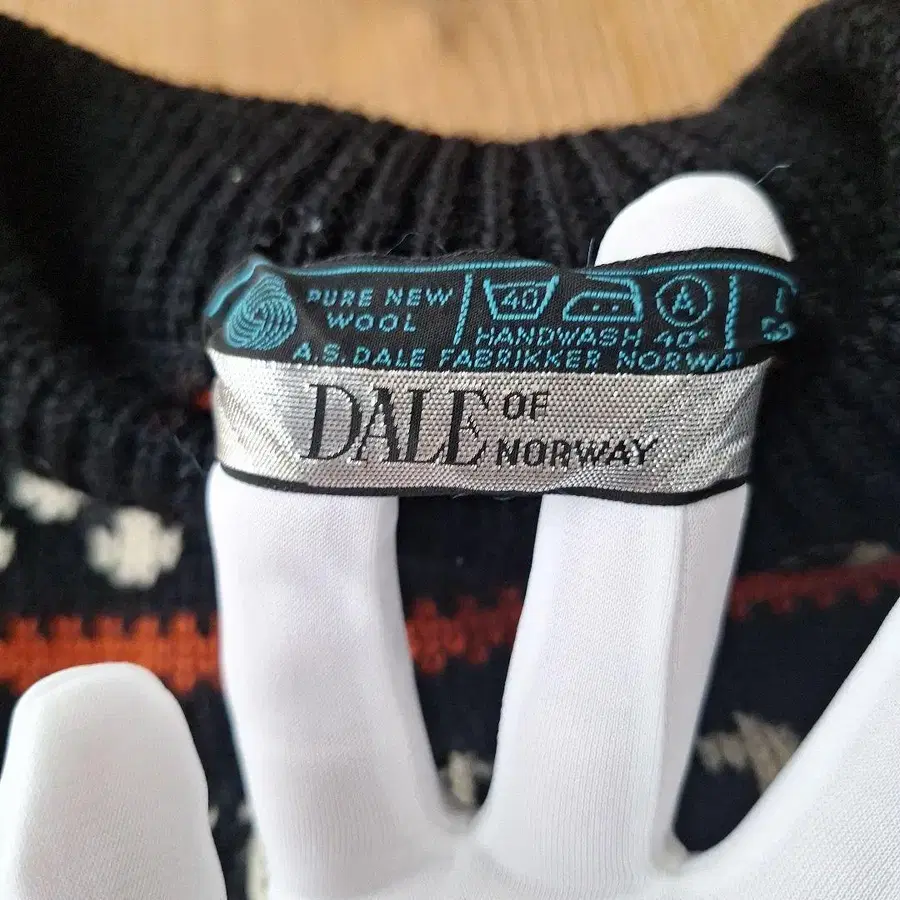 PURE NEW
WOOL
40
A
HANDWASH 40°
A.S. DALE FABRIKKER NORWAY
DALE OF
NORWAY